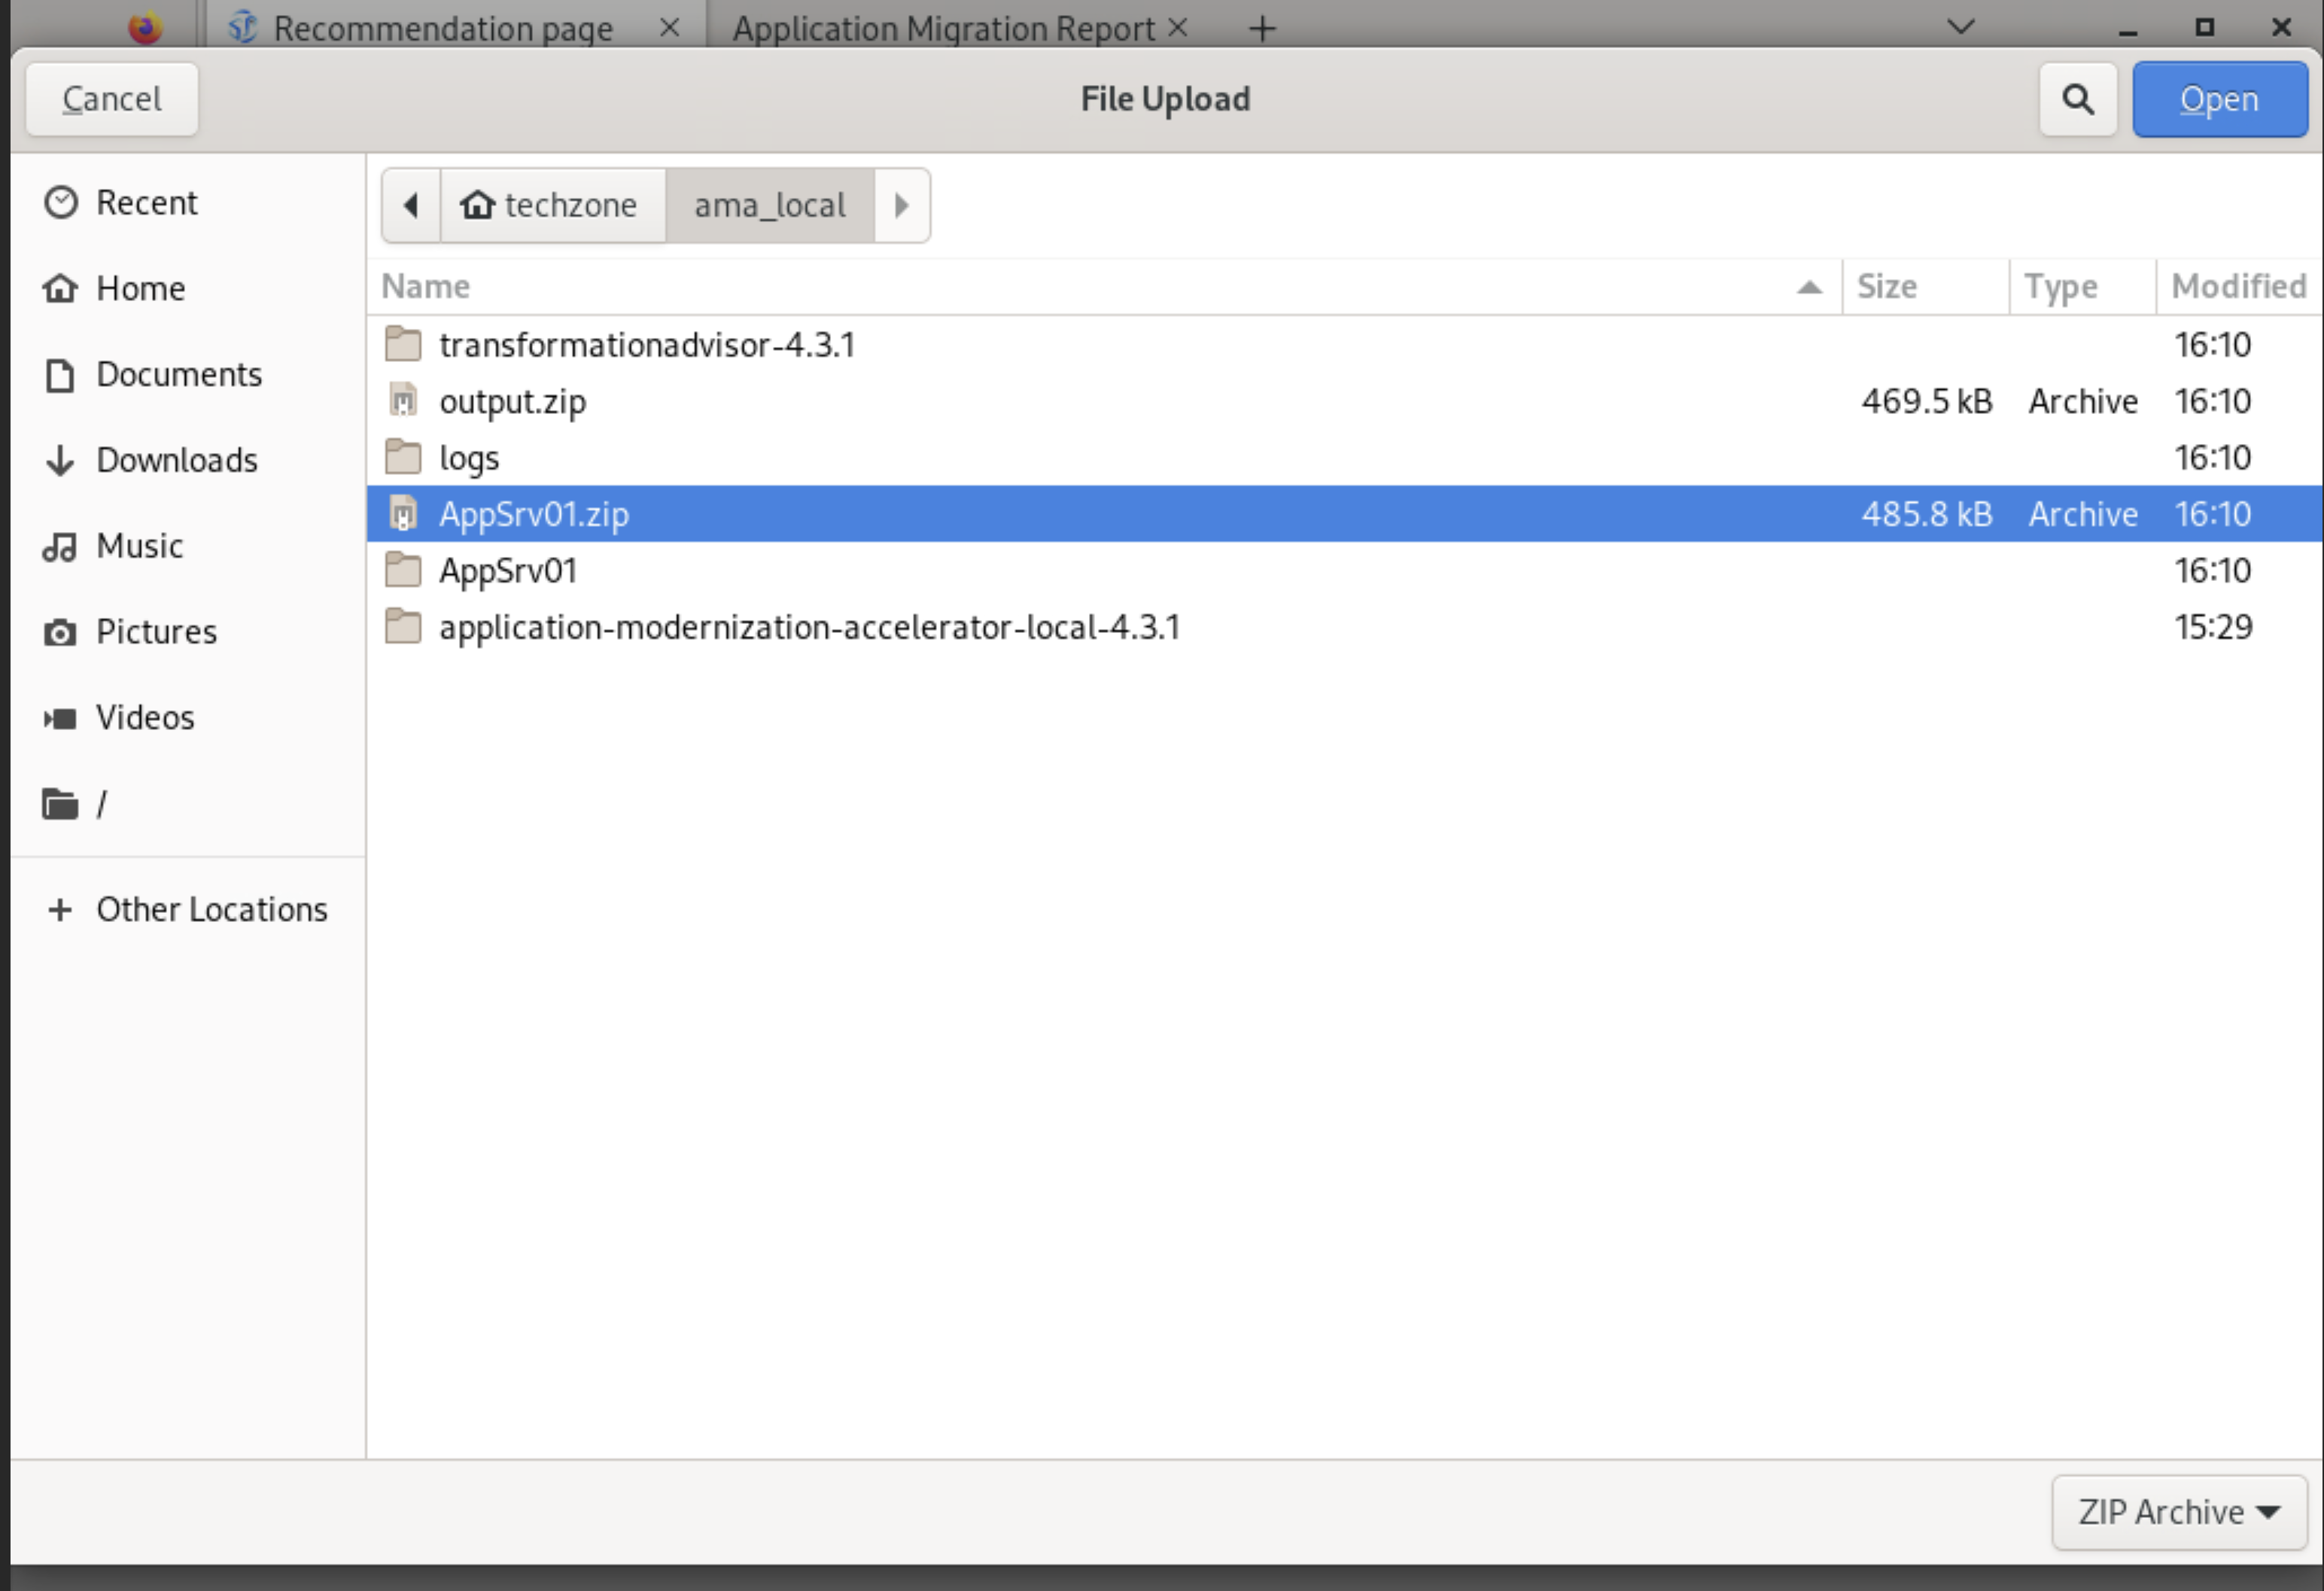 Recommendation page Application Migration Report
Cancel File Upload Open
Recent
Home
Documents
Downloads
Music
Pictures
Videos
/
Other Locations
techzone ama_local
Name Size Type Modified
transformationadvisor-4.3.1 16:10
output.zip 469.5 kB Archive 16:10
logs 16:10
AppSrv01.zip 485.8 kB Archive 16:10
AppSrv01 16:10
application-modernization-accelerator-local-4.3.1 15:29
ZIP Archive